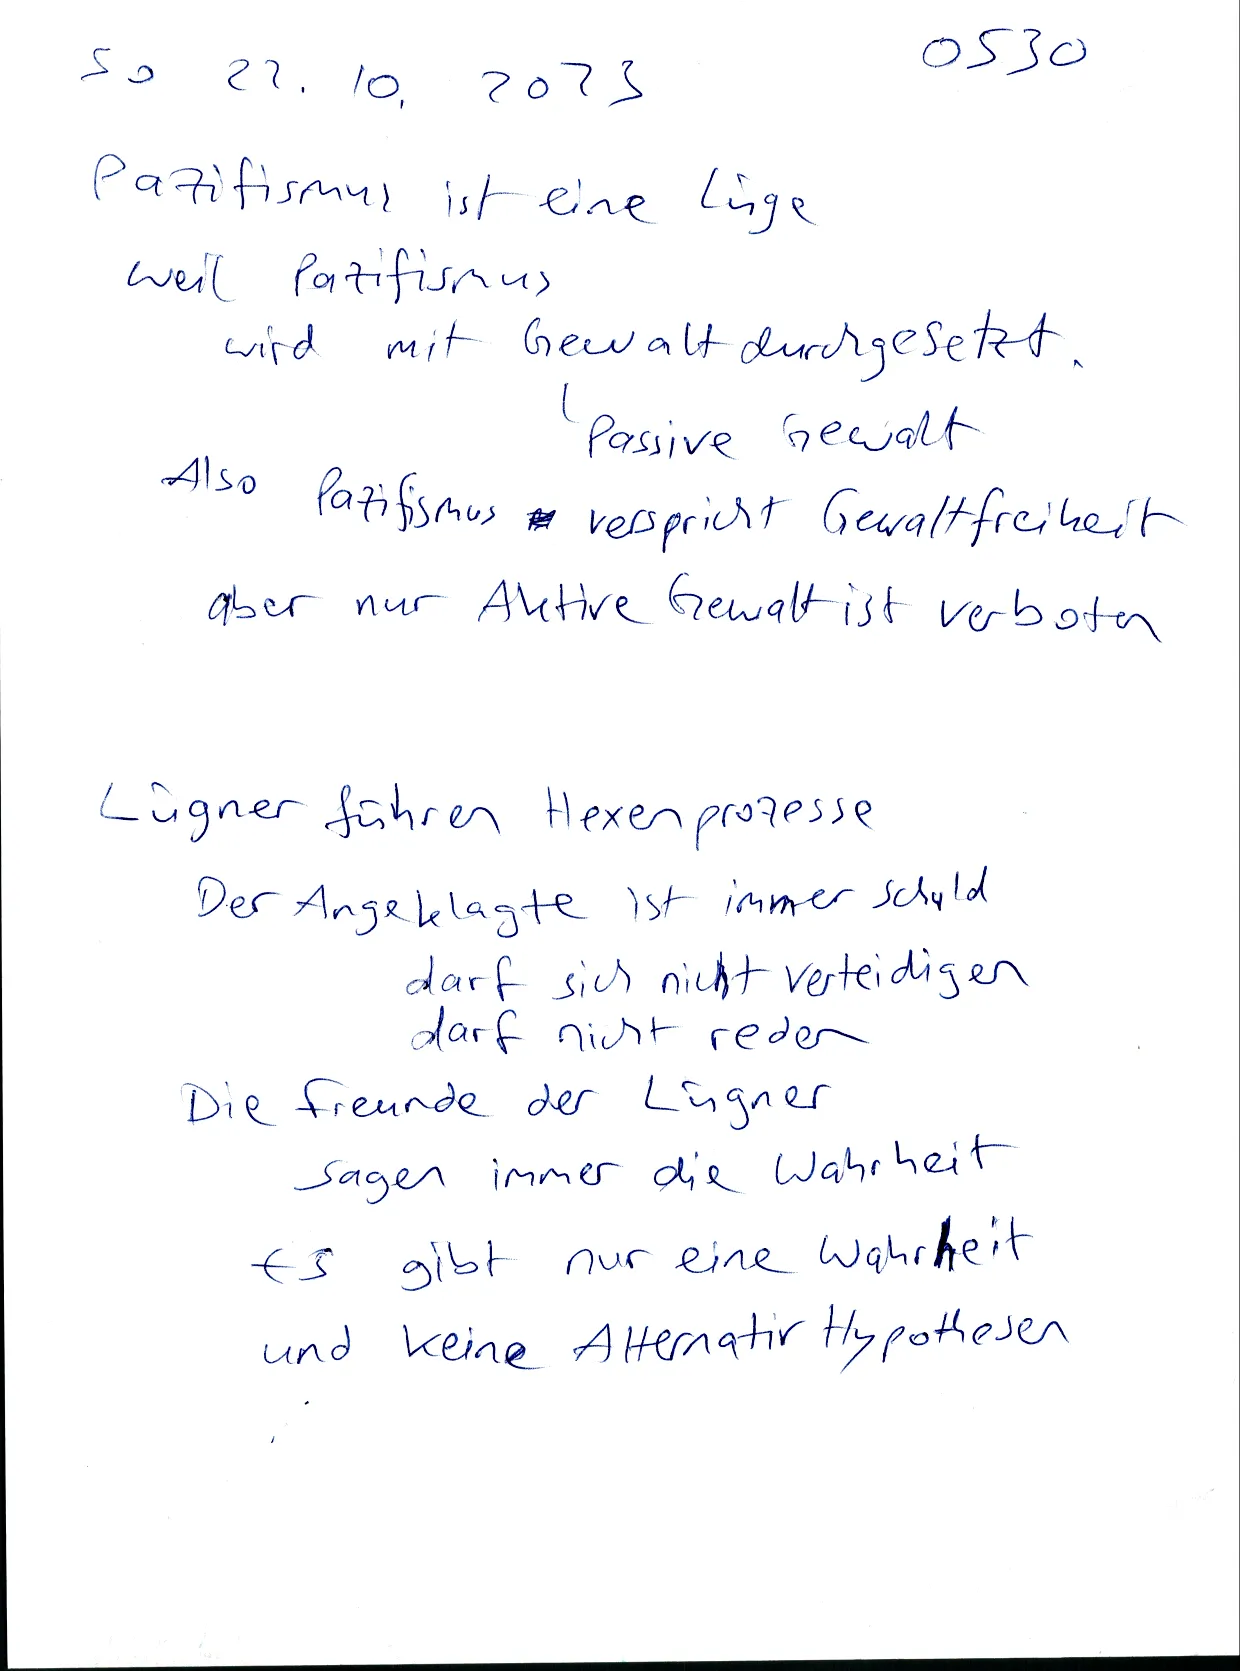 So 22. 10. 2023 0530
Pazifismus ist eine Lüge
weil Pazifismus
wird mit Gewalt durchgesetzt.
Passive Gewalt
Also Pazifismus verspricht Gewaltfreiheit
aber nur Aktive Gewalt ist verboten
Lügner führen Hexenprozesse
Der Angeklagte ist immer schuld
darf sich nicht verteidigen
darf nicht reden
Die Freunde der Lügner
sagen immer die Wahrheit
Es gibt nur eine Wahrheit
und keine Alternativ Hypothesen